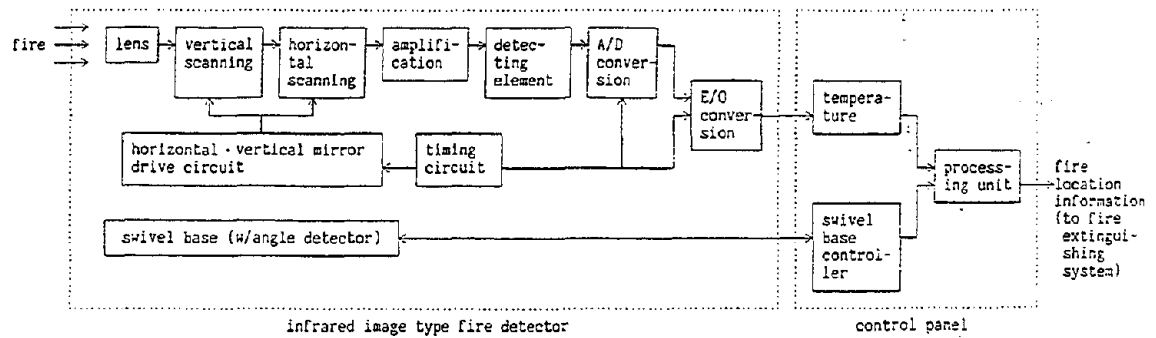 fire
lens
vertical
scanning
horizon-
tal
scanning
amplifi-
cation
detec-
ting
element
A/D
conver-
sion
E/O
conver-
sion
horizontal · vertical mirror
drive circuit
timing
circuit
swivel base (w/angle detector)
infrared image type fire detector
tempera-
ture
swivel
base
control-
ler
process-
ing unit
control panel
fire
location
information
(to fire
extingui-
shing
system)